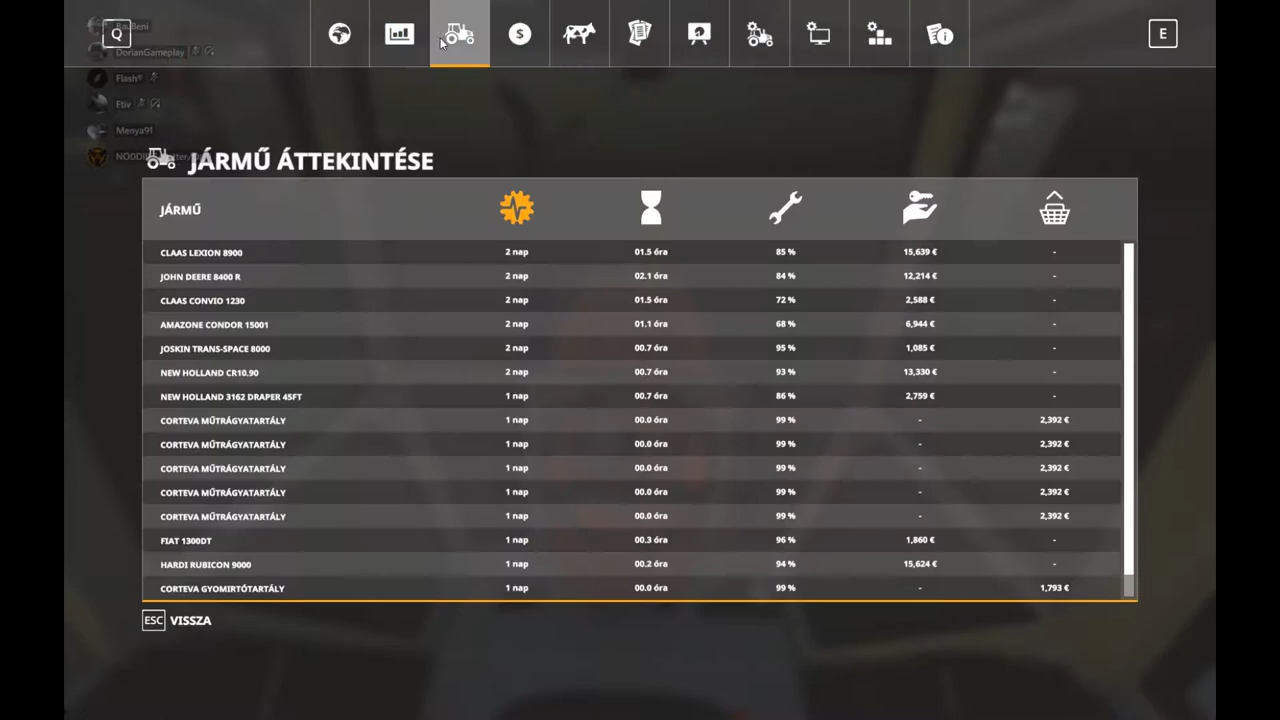 Q
E
BauBeni
DorianGameplay
Flash®
Ftiv
Menya91
JÁRMŰ ÁTTEKINTÉSE
JÁRMŰ
CLAAS LEXION 8900 2 nap 01.5 óra 85 % 15,639 € -
JOHN DEERE 8400 R 2 nap 02.1 óra 84 % 12,214 € -
CLAAS CONVIO 1230 2 nap 01.5 óra 72 % 2,588 € -
AMAZONE CONDOR 15001 2 nap 01.1 óra 68 % 6,944 € -
JOSKIN TRANS-SPACE 8000 2 nap 00.7 óra 95 % 1,085 € -
NEW HOLLAND CR10.90 2 nap 00.7 óra 93 % 13,330 € -
NEW HOLLAND 3162 DRAPER 45FT 1 nap 00.7 óra 86 % 2,759 € -
CORTEVA MŰTRÁGYATARTÁLY 1 nap 00.0 óra 99 % - 2,392 €
CORTEVA MŰTRÁGYATARTÁLY 1 nap 00.0 óra 99 % - 2,392 €
CORTEVA MŰTRÁGYATARTÁLY 1 nap 00.0 óra 99 % - 2,392 €
CORTEVA MŰTRÁGYATARTÁLY 1 nap 00.0 óra 99 % - 2,392 €
CORTEVA MŰTRÁGYATARTÁLY 1 nap 00.0 óra 99 % - 2,392 €
FIAT 1300DT 1 nap 00.3 óra 96 % 1,860 € -
HARDI RUBICON 9000 1 nap 00.2 óra 94 % 15,624 € -
CORTEVA GYOMIRTÓTARTÁLY 1 nap 00.0 óra 99 % - 1,793 €
ESC VISSZA